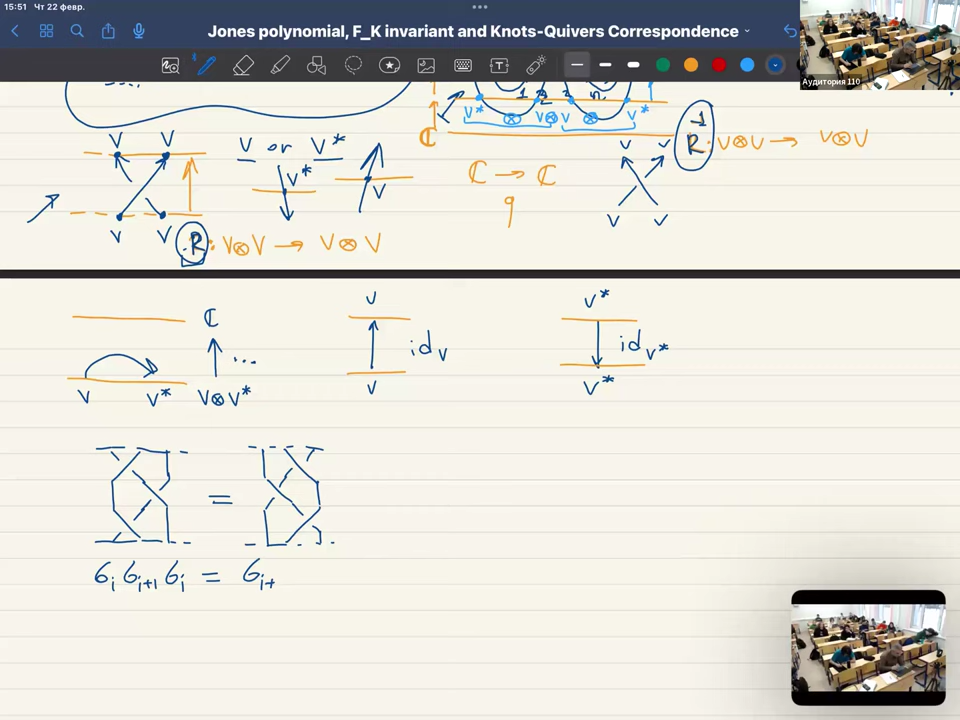 15:51 Чт 22 февр.
Jones polynomial, F_K invariant and Knots-Quivers Correspondence
Аудитория 110
V* ⊗ V⊗V ⊗ V*
ℂ
V V
V or V*
V*
V
V V
R: V⊗V → V⊗V
ℂ → ℂ
q
V V
V V
R⁻¹: V⊗V → V⊗V
ℂ
V V* V⊗V*
...
V
id_V
V
V*
id_V*
V*
=
σ_i σ_{i+1} σ_i = σ_{i+